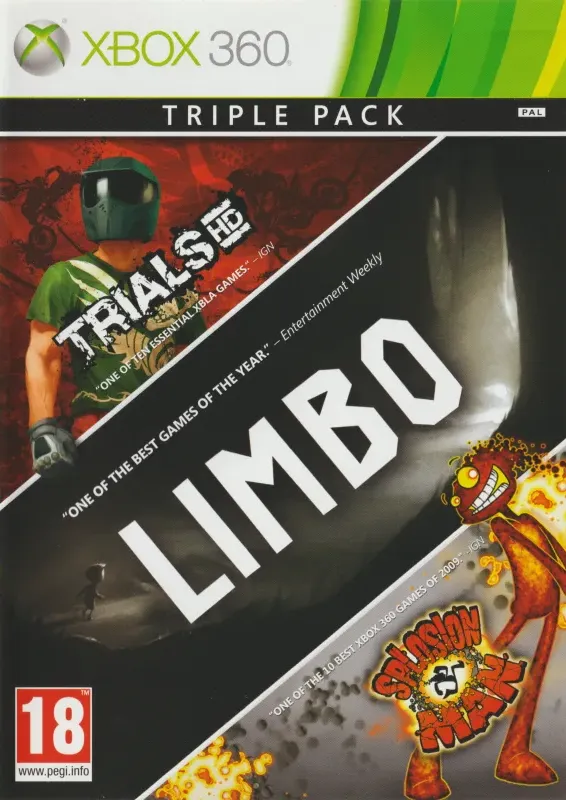 XBOX 360
TRIPLE PACK
PAL
TRIALS HD
"ONE OF TEN ESSENTIAL XBLA GAMES." – IGN
"ONE OF THE BEST GAMES OF THE YEAR." – Entertainment Weekly
LIMBO
"ONE OF THE 10 BEST XBOX 360 GAMES OF 2009." – IGN
'SPLOSION
MAN
18
™
www.pegi.info